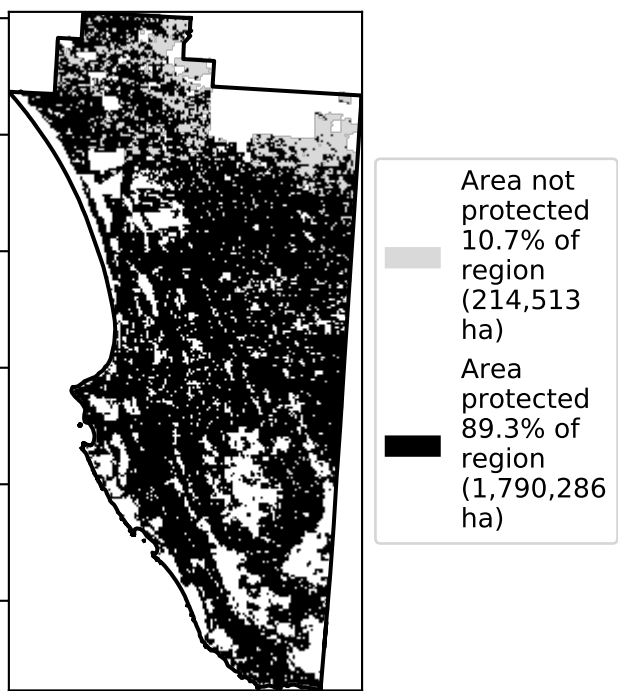 Area not
protected
10.7% of
region
(214,513
ha)
Area
protected
89.3% of
region
(1,790,286
ha)